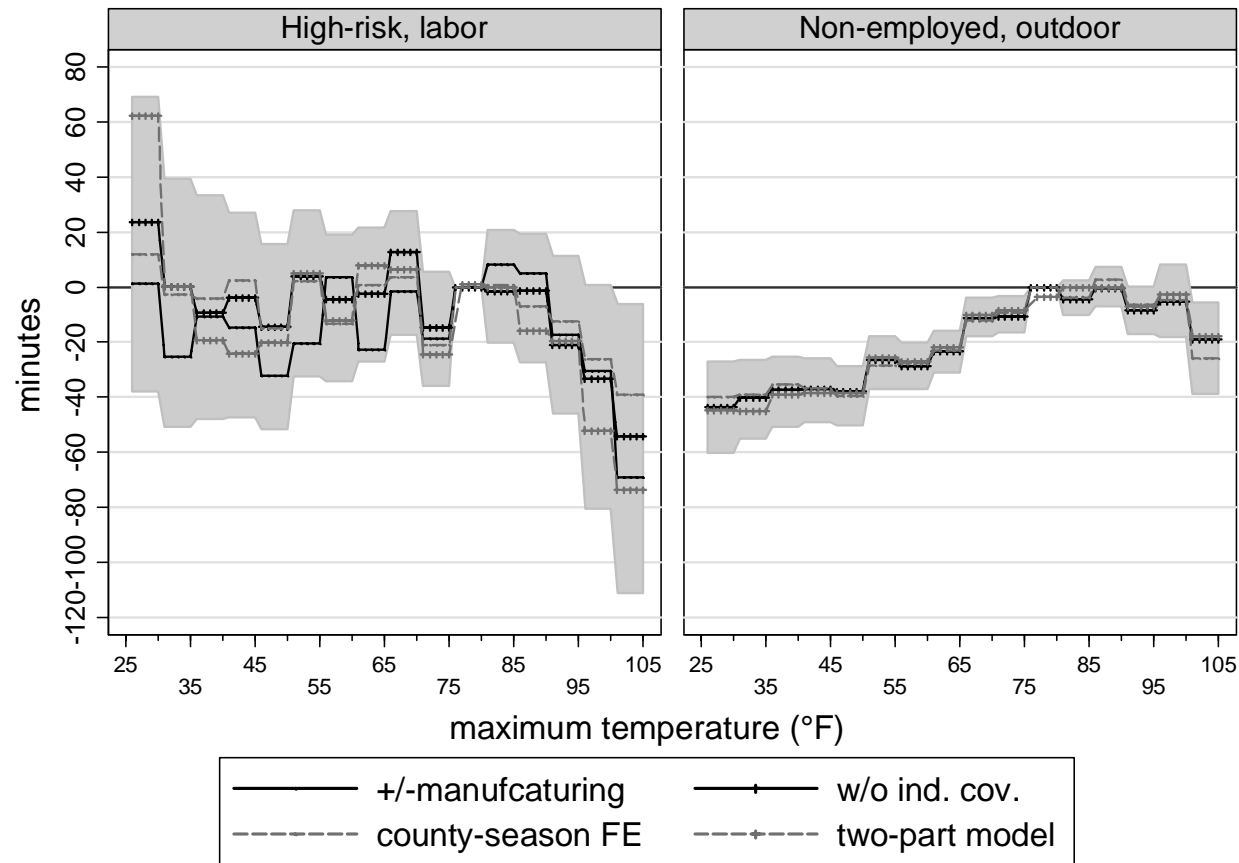 High-risk, labor
Non-employed, outdoor
minutes
80
60
40
20
0
-20
-40
-60
-80
-100
-120
25 35 45 55 65 75 85 95 105
25 35 45 55 65 75 85 95 105
maximum temperature (°F)
+/-manufcaturing
w/o ind. cov.
county-season FE
two-part model